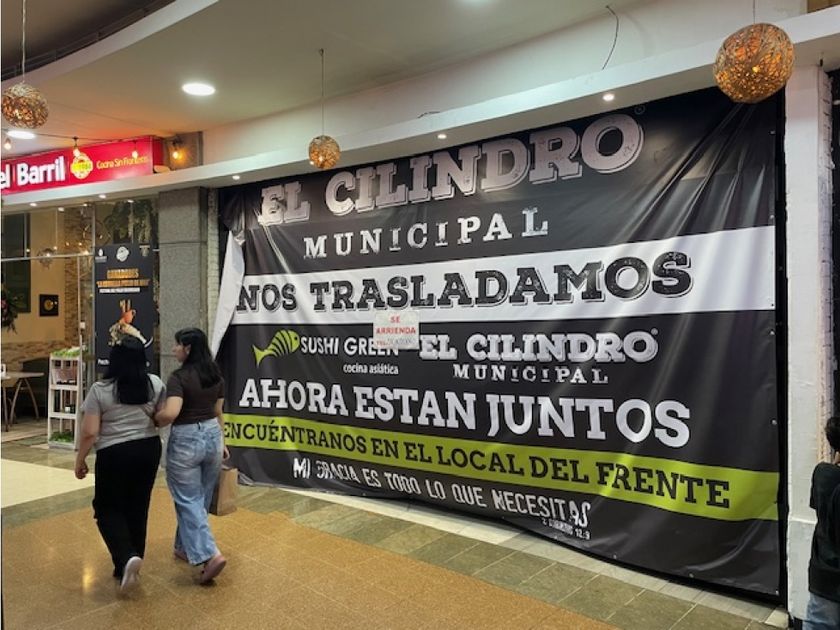 el Barril
Cocina Sin Fronteras
GANADORES
EL CILINDRO
MUNICIPAL
NOS TRASLADAMOS
SE
ARRIENDA
SUSHI GREEN
cocina asiática
EL CILINDRO
MUNICIPAL
AHORA ESTAN JUNTOS
ENCUÉNTRANOS EN EL LOCAL DEL FRENTE
MI GRACIA ES TODO LO QUE NECESITAS